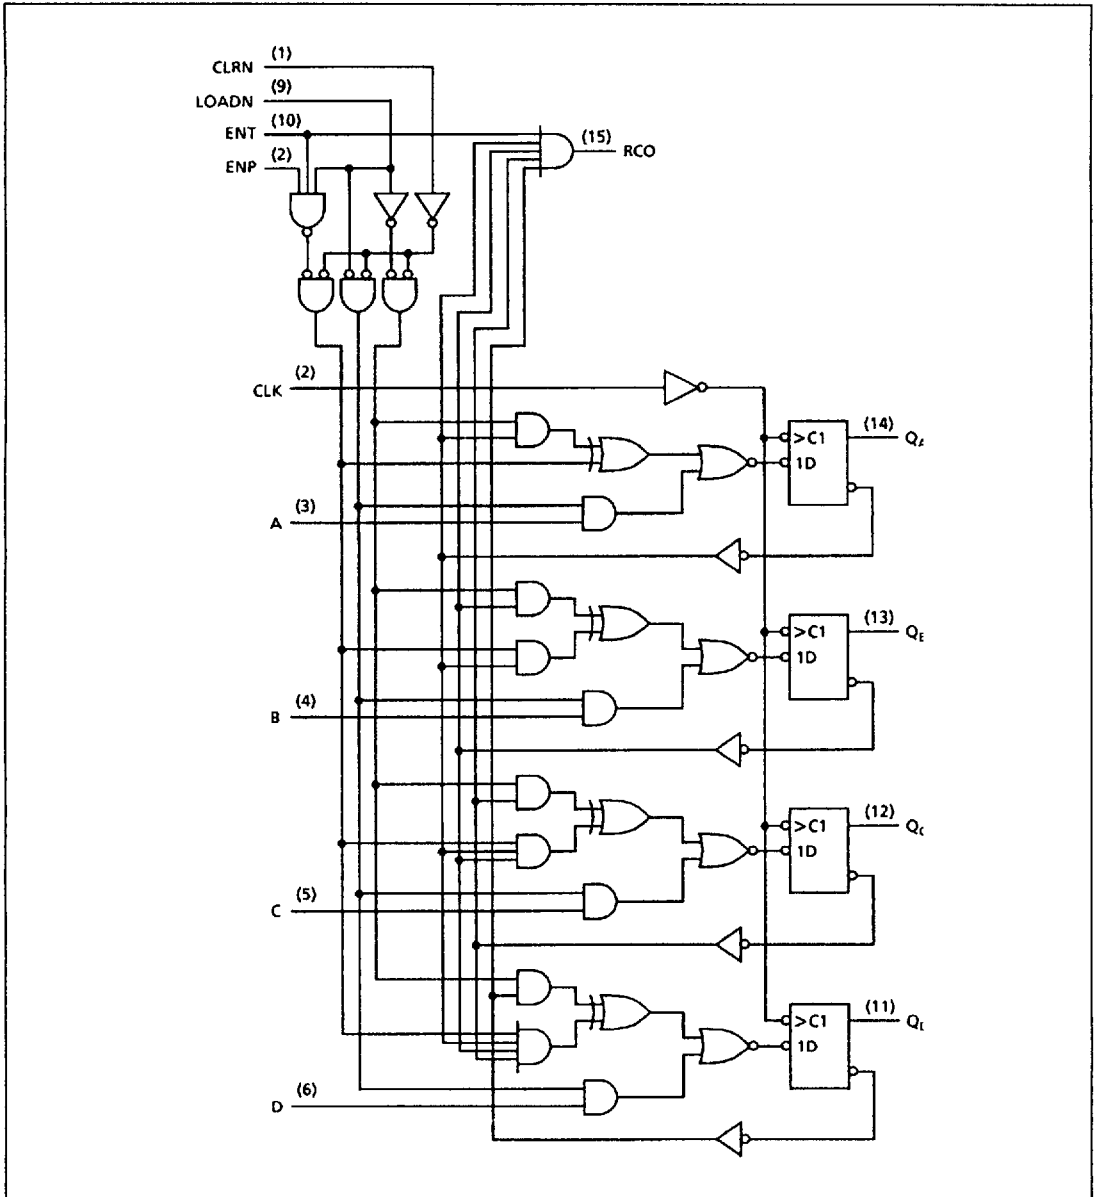 CLRN (1)
LOADN (9)
ENT (10)
ENP (2)
(15) RCO
CLK (2)
>C1
1D
(14)
A (3)
>C1
1D
(13)
B (4)
>C1
1D
(12)
C (5)
>C1
1D
(11)
D (6)